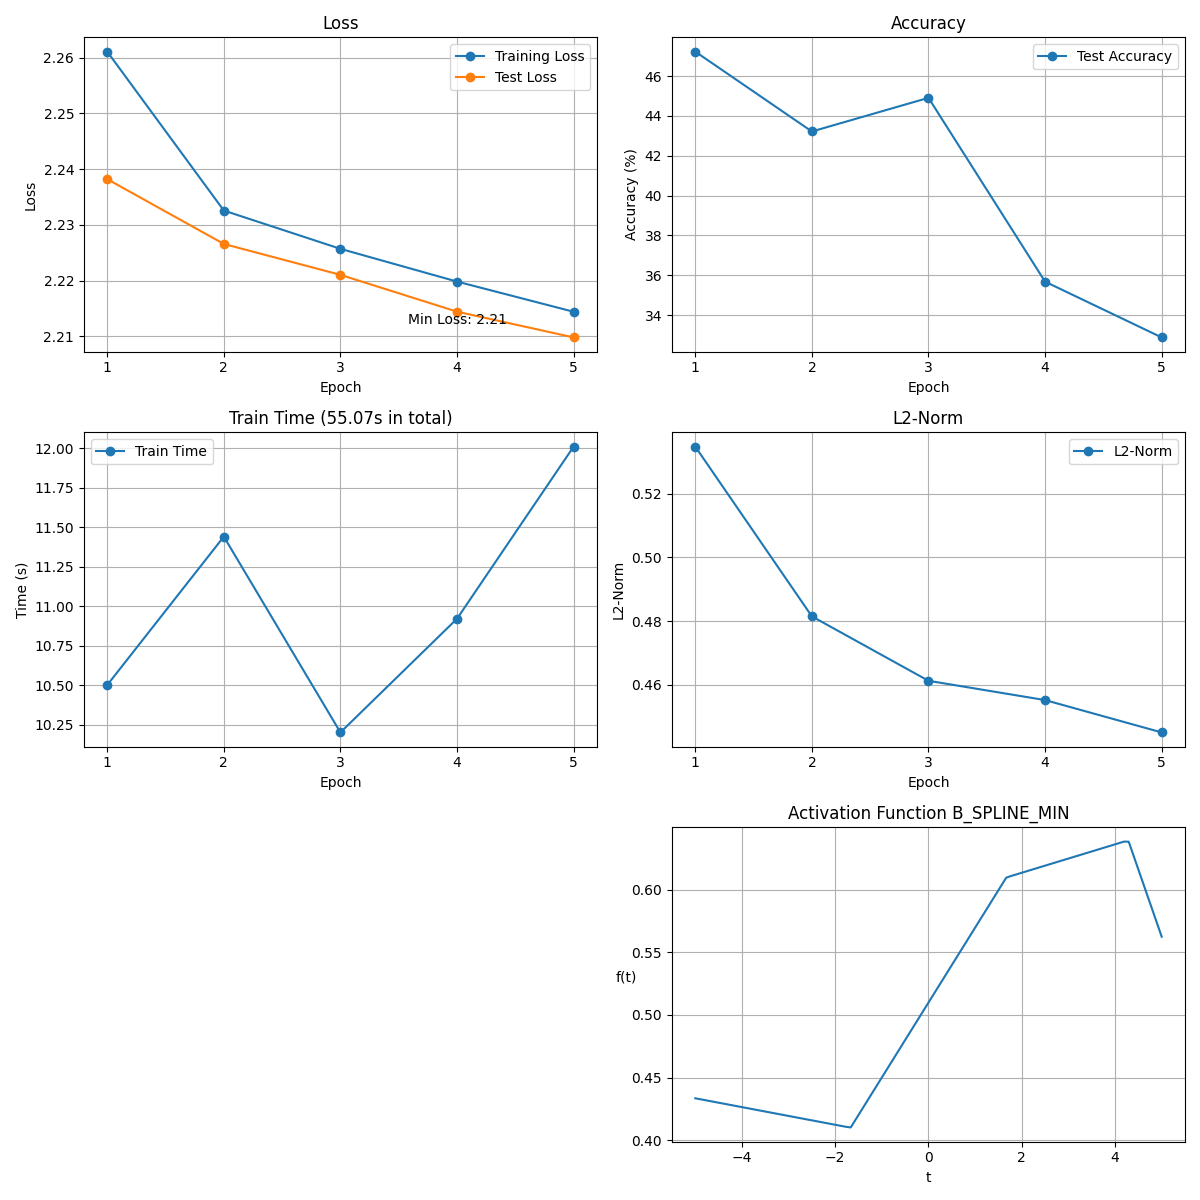 Loss
Training Loss
Test Loss
Min Loss: 2.21
2.26
2.25
2.24
2.23
2.22
2.21
Loss
1 2 3 4 5
Epoch
Accuracy
Test Accuracy
46
44
42
40
38
36
34
Accuracy (%)
1 2 3 4 5
Epoch
Train Time (55.07s in total)
Train Time
12.00
11.75
11.50
11.25
11.00
10.75
10.50
10.25
Time (s)
1 2 3 4 5
Epoch
L2-Norm
L2-Norm
0.52
0.50
0.48
0.46
L2-Norm
1 2 3 4 5
Epoch
Activation Function B_SPLINE_MIN
0.60
0.55
0.50
0.45
0.40
f(t)
−4 −2 0 2 4
t